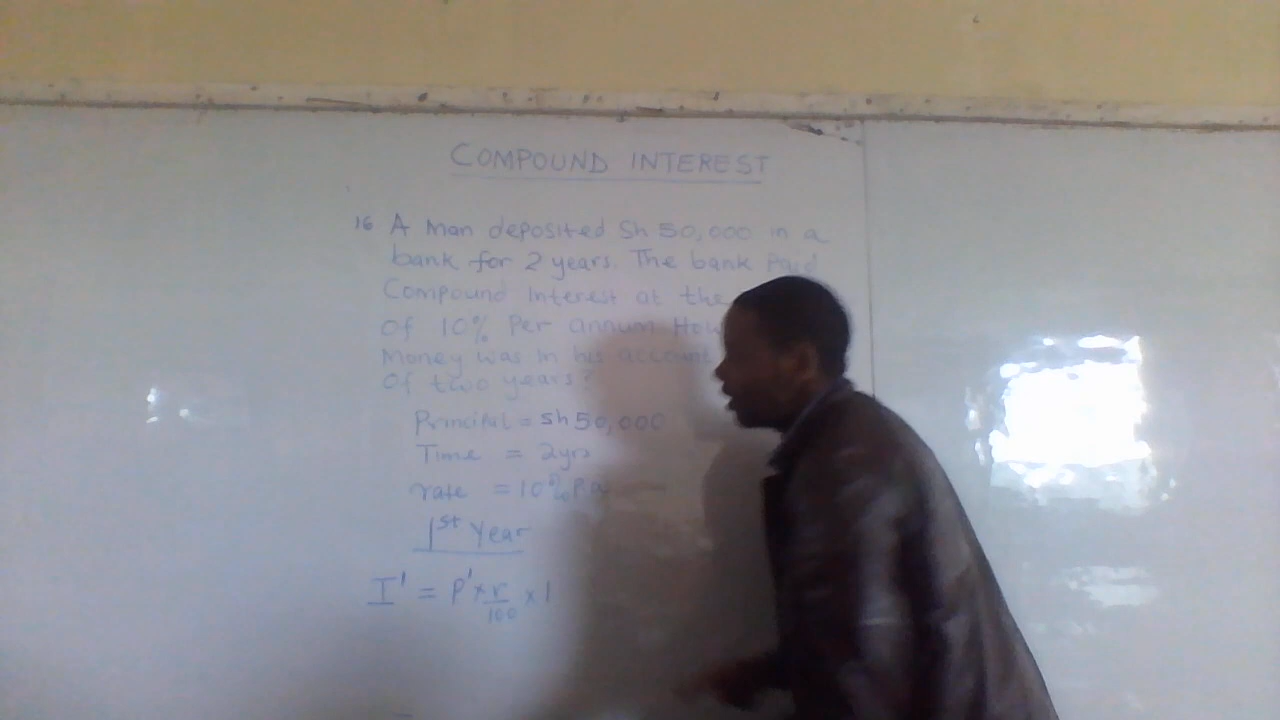 COMPOUND INTEREST
16 A man deposited Sh 50,000 in a
bank for 2 years. The bank Paid
Compound Interest at the
Of 10% Per annum How
Money was in his account
Of two years?
Principal = Sh 50,000
Time = 2yrs
rate = 10% P.a
1st Year
I' = P' × r/100 × 1